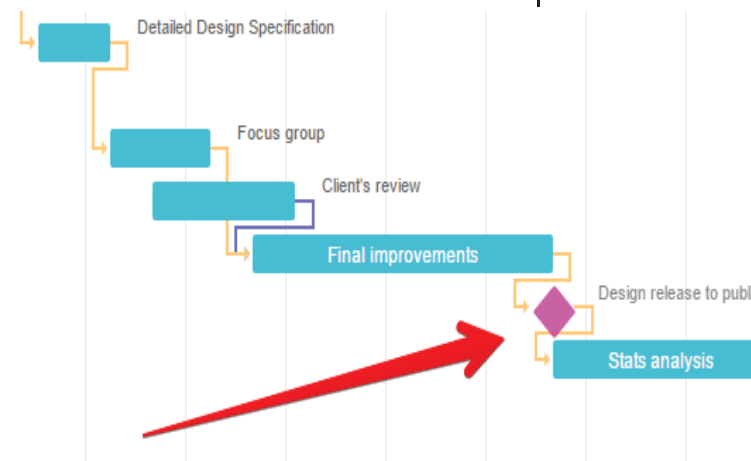 Detailed Design Specification
Focus group
Client's review
Final improvements
Design release to publ
Stats analysis